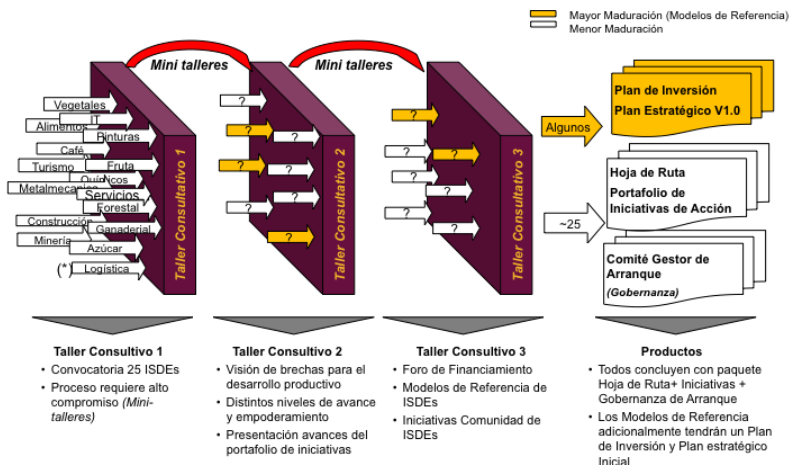 Mayor Maduración (Modelos de Referencia)
Menor Maduración
Mini talleres
Mini talleres
Vegetales
IT
Alimentos
Pinturas
Café
Turismo
Fruta
Químicos
Metalmecanico
Servicios
Forestal
Construcción
Ganaderial
Minería
Azúcar
(*)
Logística
Taller Consultativo 1
?
?
?
?
?
?
?
?
Taller Consultativo 2
?
?
?
?
?
?
?
Taller Consultativo 3
Algunos
Plan de Inversión
Plan Estratégico V1.0
~25
Hoja de Ruta
Portafolio de
Iniciativas de Acción
Comité Gestor de
Arranque
(Gobernanza)
Taller Consultivo 1
• Convocatoria 25 ISDEs
• Proceso requiere alto
compromiso (Mini-
talleres)
Taller Consultivo 2
• Visión de brechas para el
desarrollo productivo
• Distintos niveles de avance
y empoderamiento
• Presentación avances del
portafolio de iniciativas
Taller Consultivo 3
• Foro de Financiamiento
• Modelos de Referencia de
ISDEs
• Iniciativas Comunidad de
ISDEs
Productos
• Todos concluyen con paquete
Hoja de Ruta+ Iniciativas +
Gobernanza de Arranque
• Los Modelos de Referencia
adicionalmente tendrán un Plan
de Inversión y Plan estratégico
Inicial